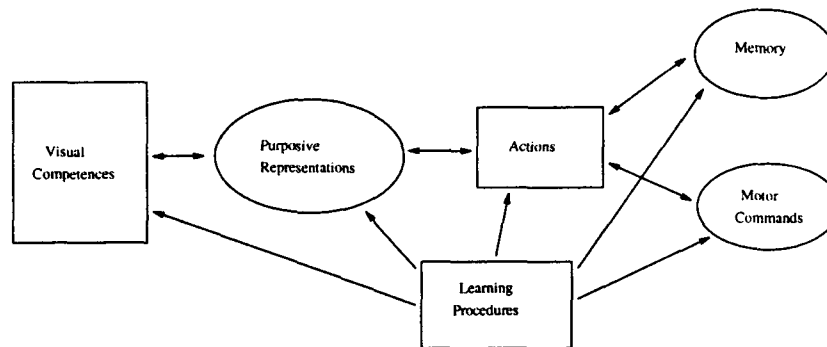 Memory
Visual
Competences
Purposive
Representations
Actions
Motor
Commands
Learning
Procedures